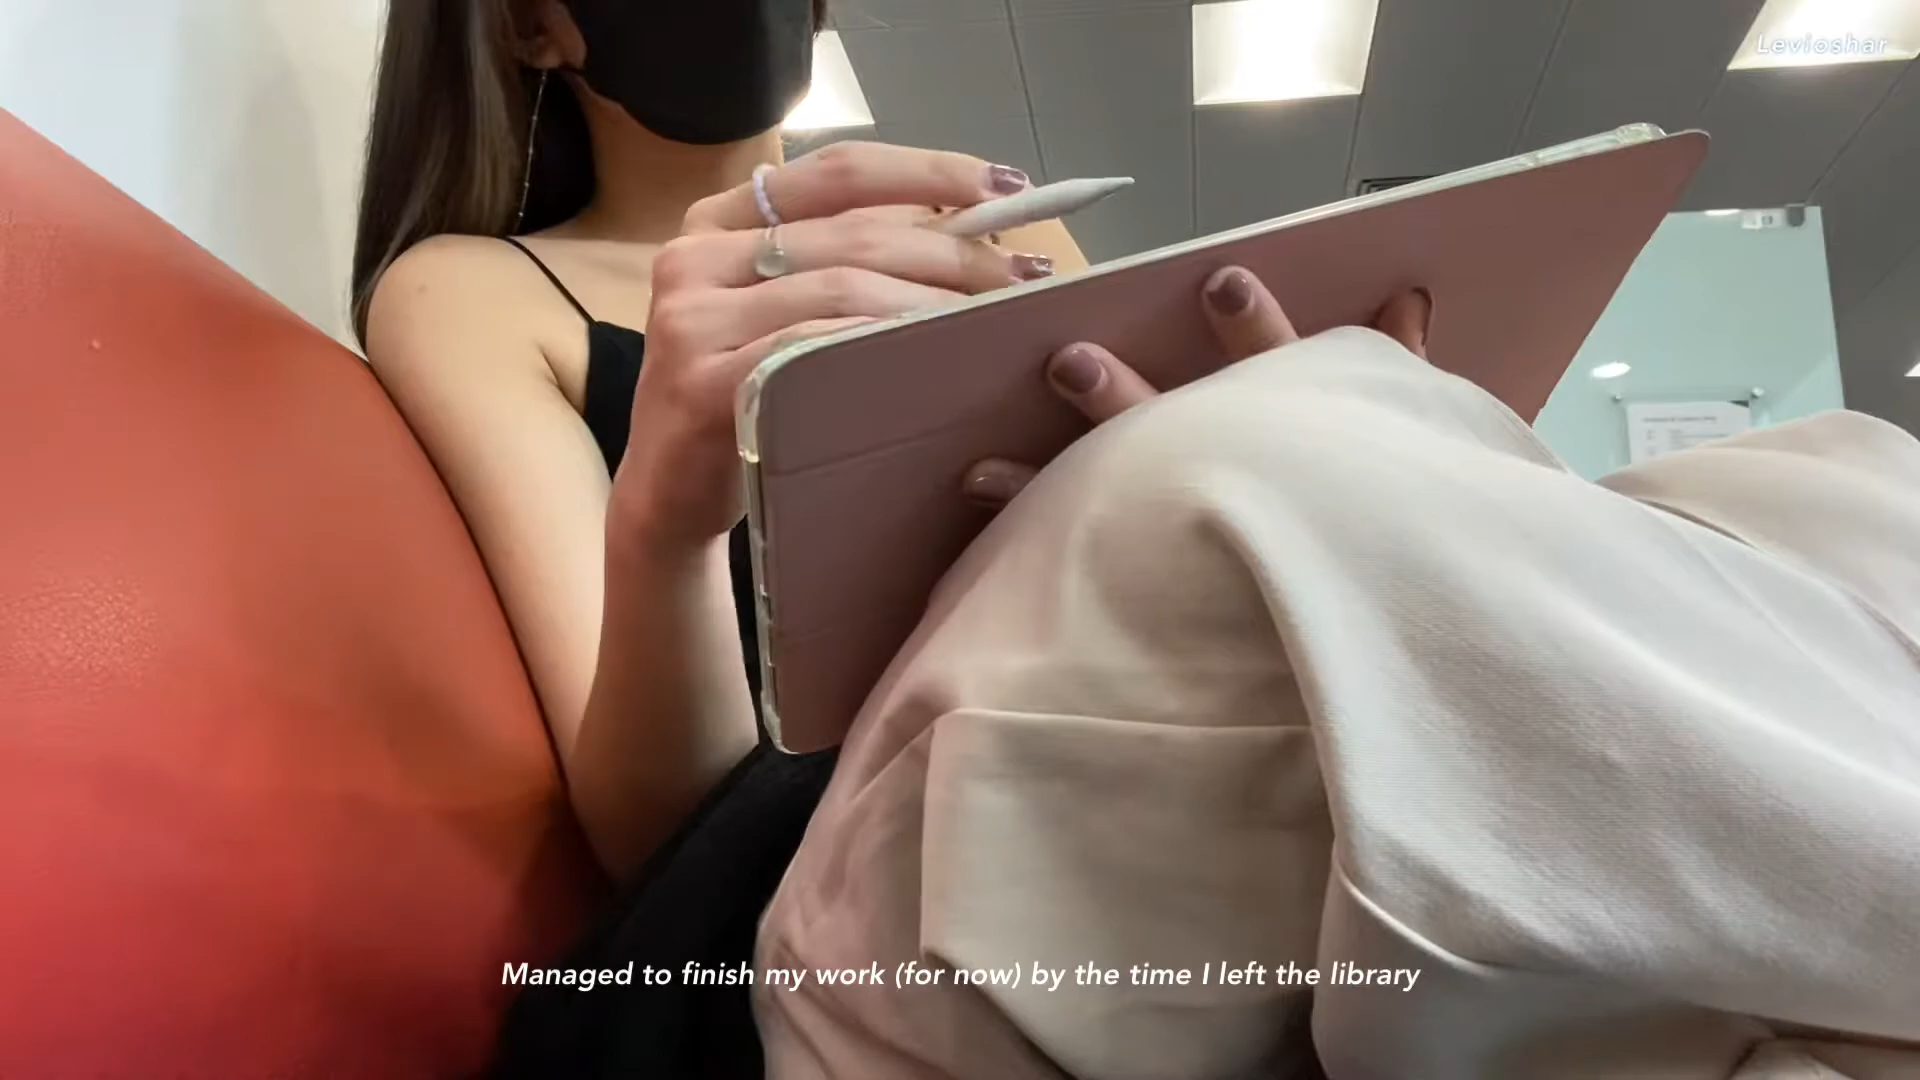 Levioshar
Managed to finish my work (for now) by the time I left the library